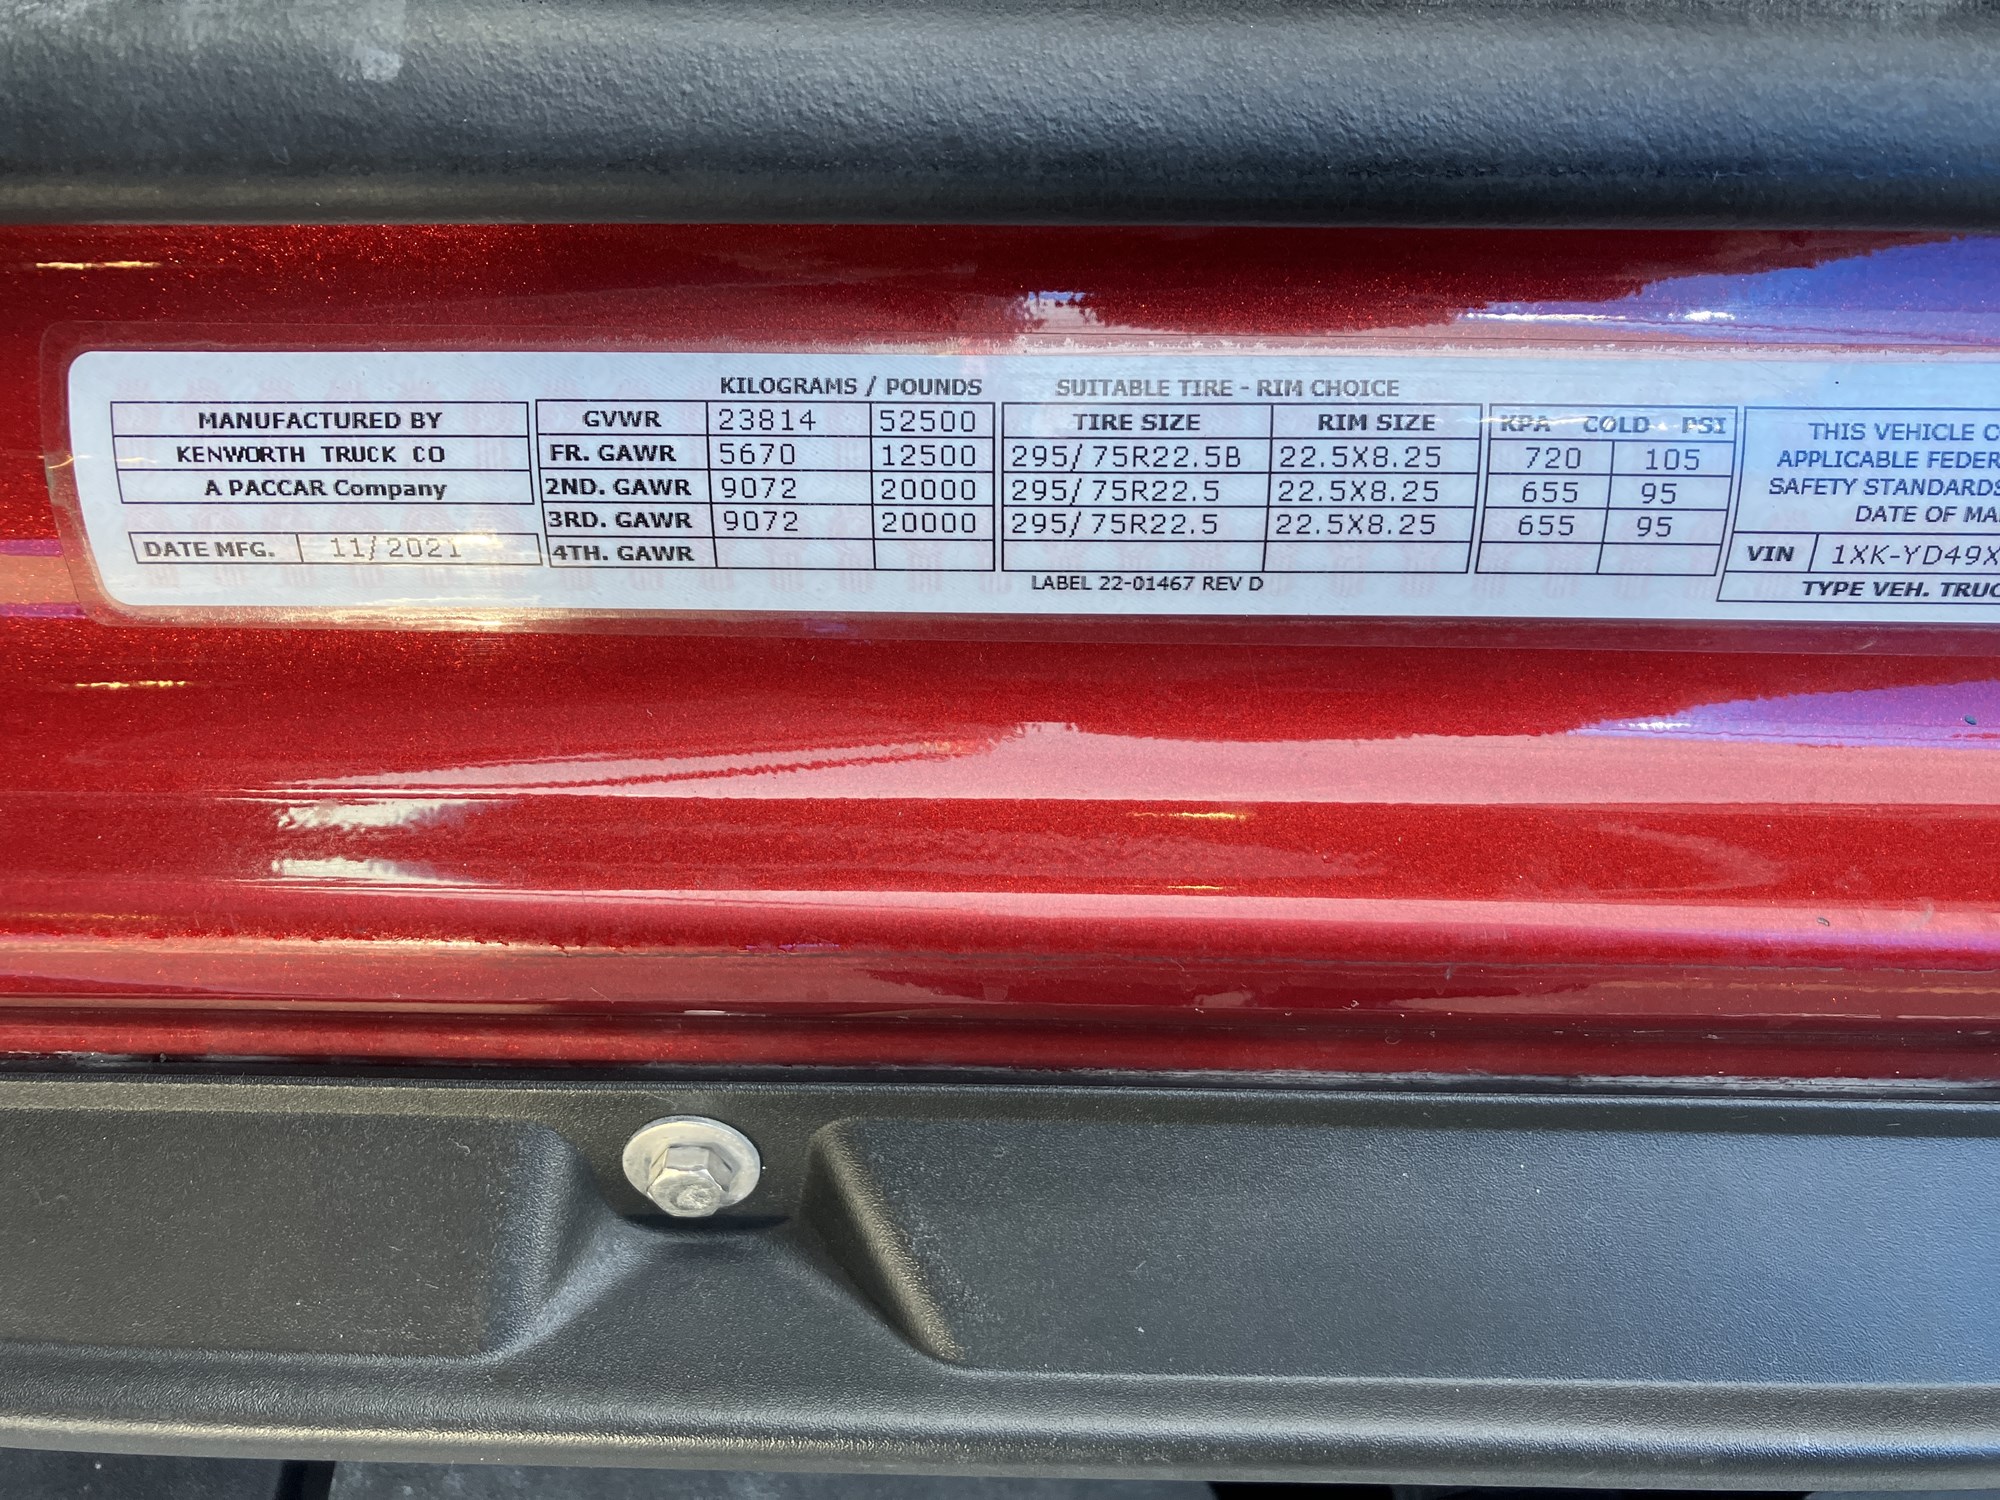 KILOGRAMS / POUNDS SUITABLE TIRE - RIM CHOICE
MANUFACTURED BY
KENWORTH TRUCK CO
A PACCAR Company
DATE MFG. 11/2021
GVWR 23814 52500
FR. GAWR 5670 12500
2ND. GAWR 9072 20000
3RD. GAWR 9072 20000
4TH. GAWR
TIRE SIZE RIM SIZE KPA COLD PSI
295/75R22.5B 22.5X8.25 720 105
295/75R22.5 22.5X8.25 655 95
295/75R22.5 22.5X8.25 655 95
LABEL 22-01467 REV D
THIS VEHICLE
APPLICABLE
SAFETY STANDARDS
DATE OF
VIN 1XK-YD49X
TYPE VEH.